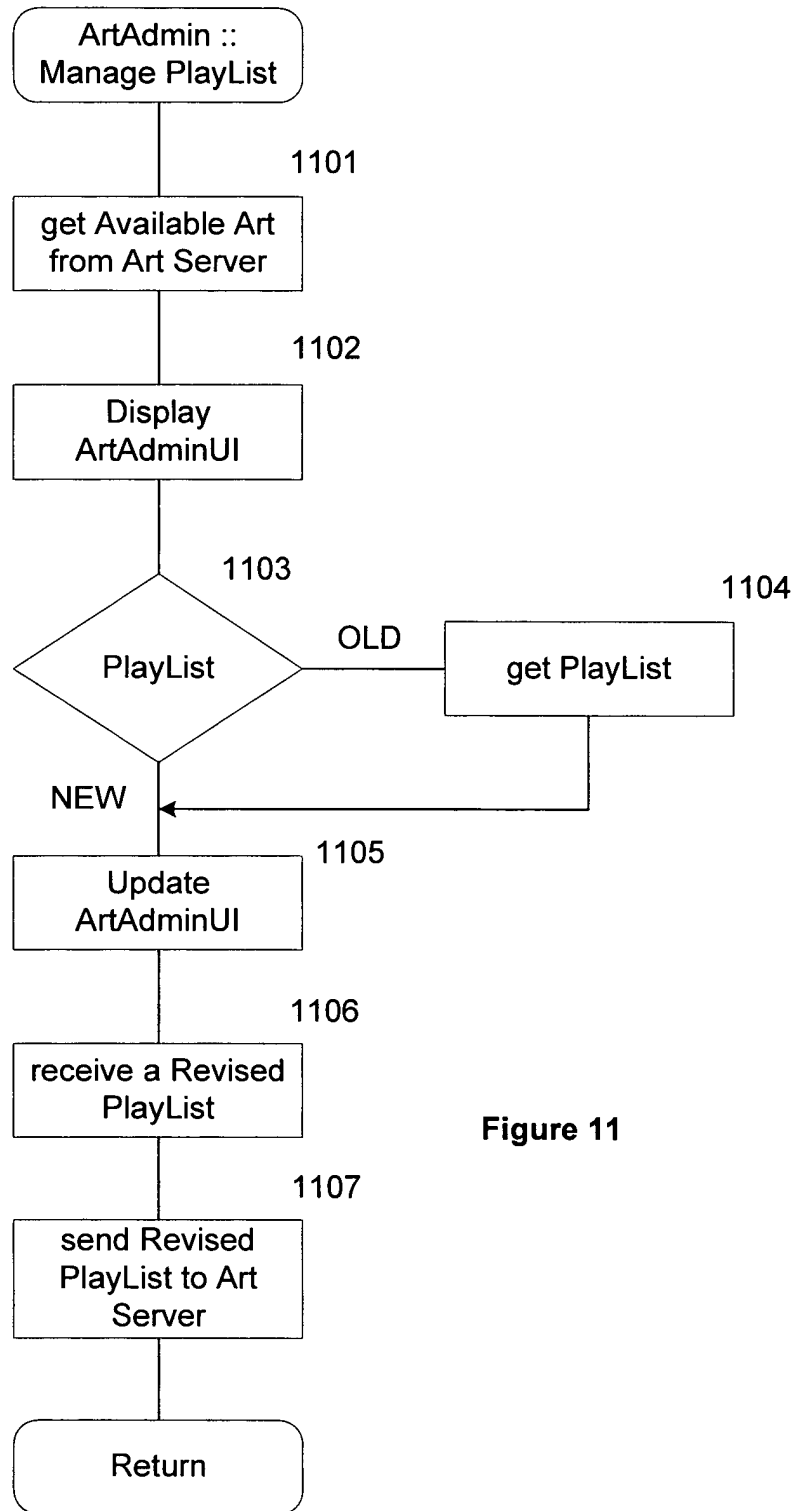 ArtAdmin ::
Manage PlayList
1101
get Available Art
from Art Server
1102
Display
ArtAdminUI
1103
PlayList
OLD
1104
get PlayList
NEW
1105
Update
ArtAdminUI
1106
receive a Revised
PlayList
Figure 11
1107
send Revised
PlayList to Art
Server
Return